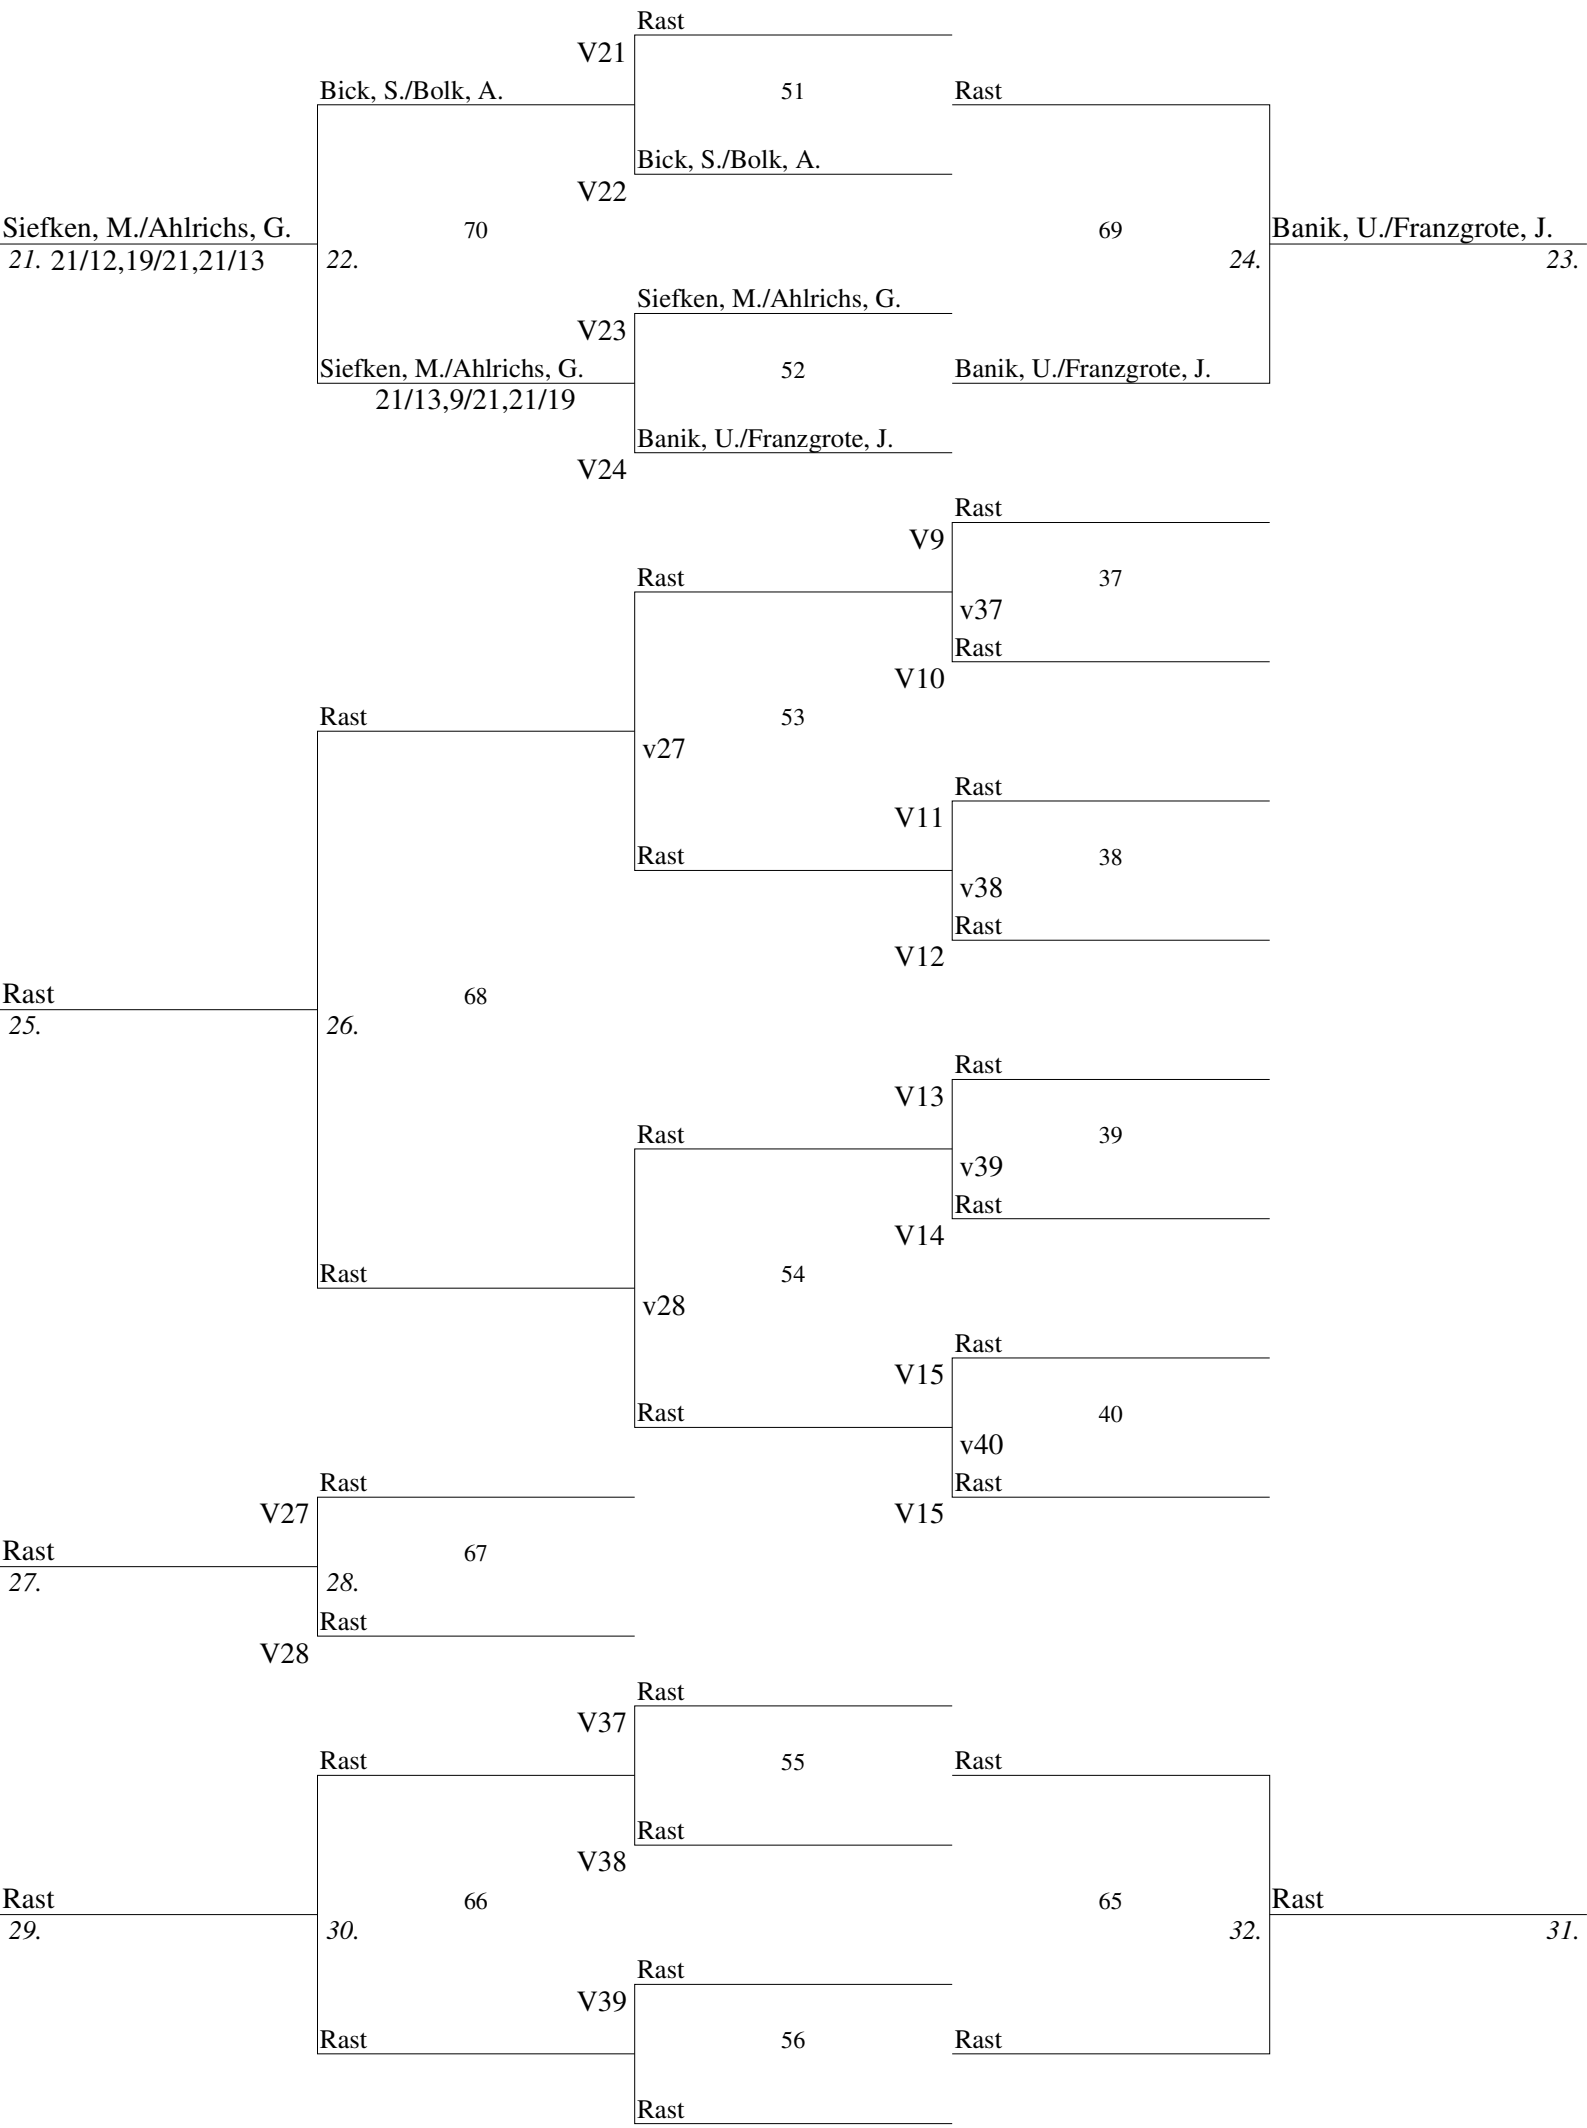 Rast
V21
Bick, S./Bolk, A.
51
Rast
Bick, S./Bolk, A.
V22
Siefken, M./Ahlrichs, G.
70
69
Banik, U./Franzgrote, J.
21. 21/12,19/21,21/13
22.
24.
23.
Siefken, M./Ahlrichs, G.
V23
Siefken, M./Ahlrichs, G.
52
Banik, U./Franzgrote, J.
21/13,9/21,21/19
Banik, U./Franzgrote, J.
V24
Rast
V9
Rast
37
v37
Rast
V10
Rast
53
v27
Rast
V11
Rast
38
v38
Rast
V12
Rast
68
25.
26.
Rast
V13
Rast
39
v39
Rast
V14
Rast
54
v28
Rast
V15
Rast
40
v40
Rast
Rast
V27
V15
Rast
67
27.
28.
Rast
V28
Rast
V37
Rast
55
Rast
Rast
V38
Rast
66
65
Rast
29.
30.
32.
31.
Rast
V39
Rast
56
Rast
Rast